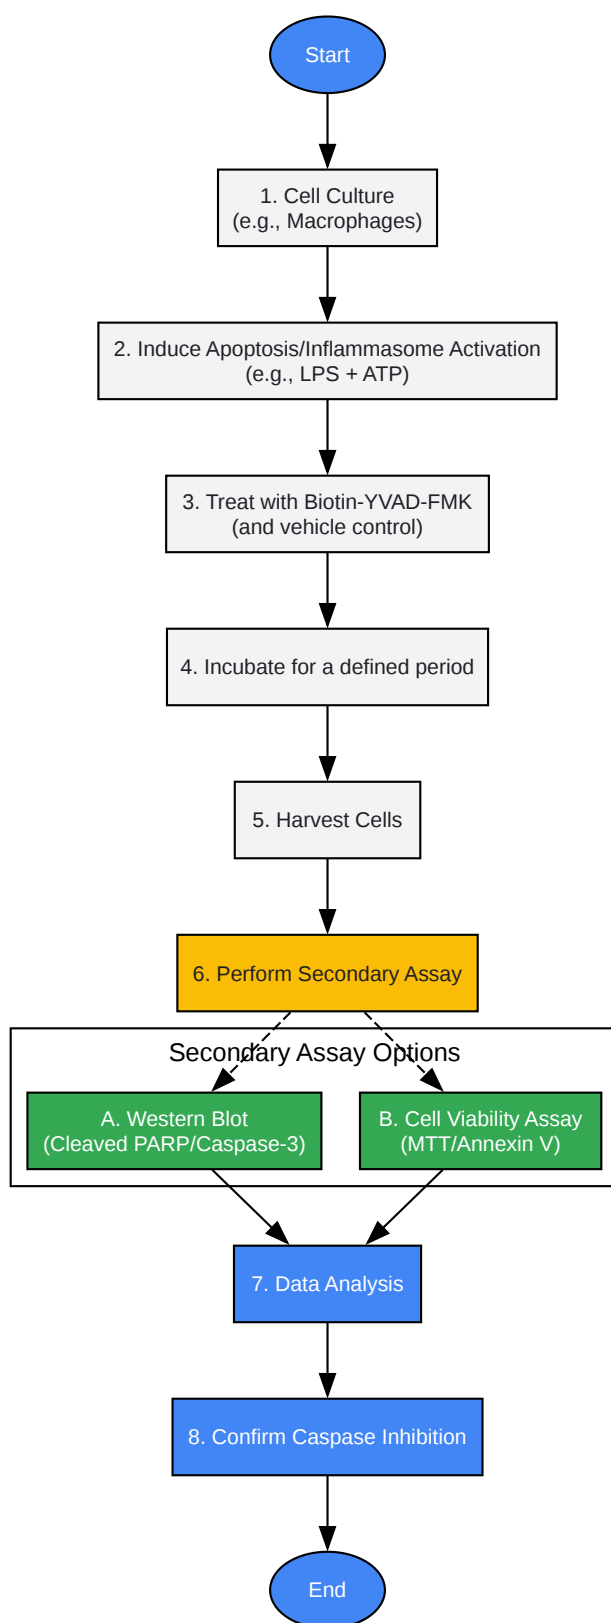 Start
1. Cell Culture
(e.g., Macrophages)
2. Induce Apoptosis/Inflammasome Activation
(e.g., LPS + ATP)
3. Treat with Biotin-YVAD-FMK
(and vehicle control)
4. Incubate for a defined period
5. Harvest Cells
6. Perform Secondary Assay
Secondary Assay Options
A. Western Blot
(Cleaved PARP/Caspase-3)
B. Cell Viability Assay
(MTT/Annexin V)
7. Data Analysis
8. Confirm Caspase Inhibition
End